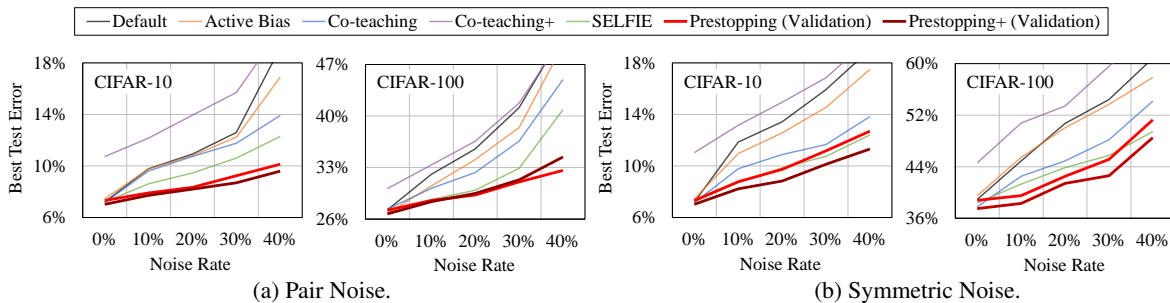 Default Active Bias Co-teaching Co-teaching+ SELFIE Prestopping (Validation) Prestopping+ (Validation)
Best Test Error
18%
14%
10%
6%
CIFAR-10
0% 10% 20% 30% 40%
Noise Rate
47%
40%
33%
26%
CIFAR-100
0% 10% 20% 30% 40%
Noise Rate
(a) Pair Noise.
Best Test Error
18%
14%
10%
6%
CIFAR-10
0% 10% 20% 30% 40%
Noise Rate
60%
52%
44%
36%
CIFAR-100
0% 10% 20% 30% 40%
Noise Rate
(b) Symmetric Noise.